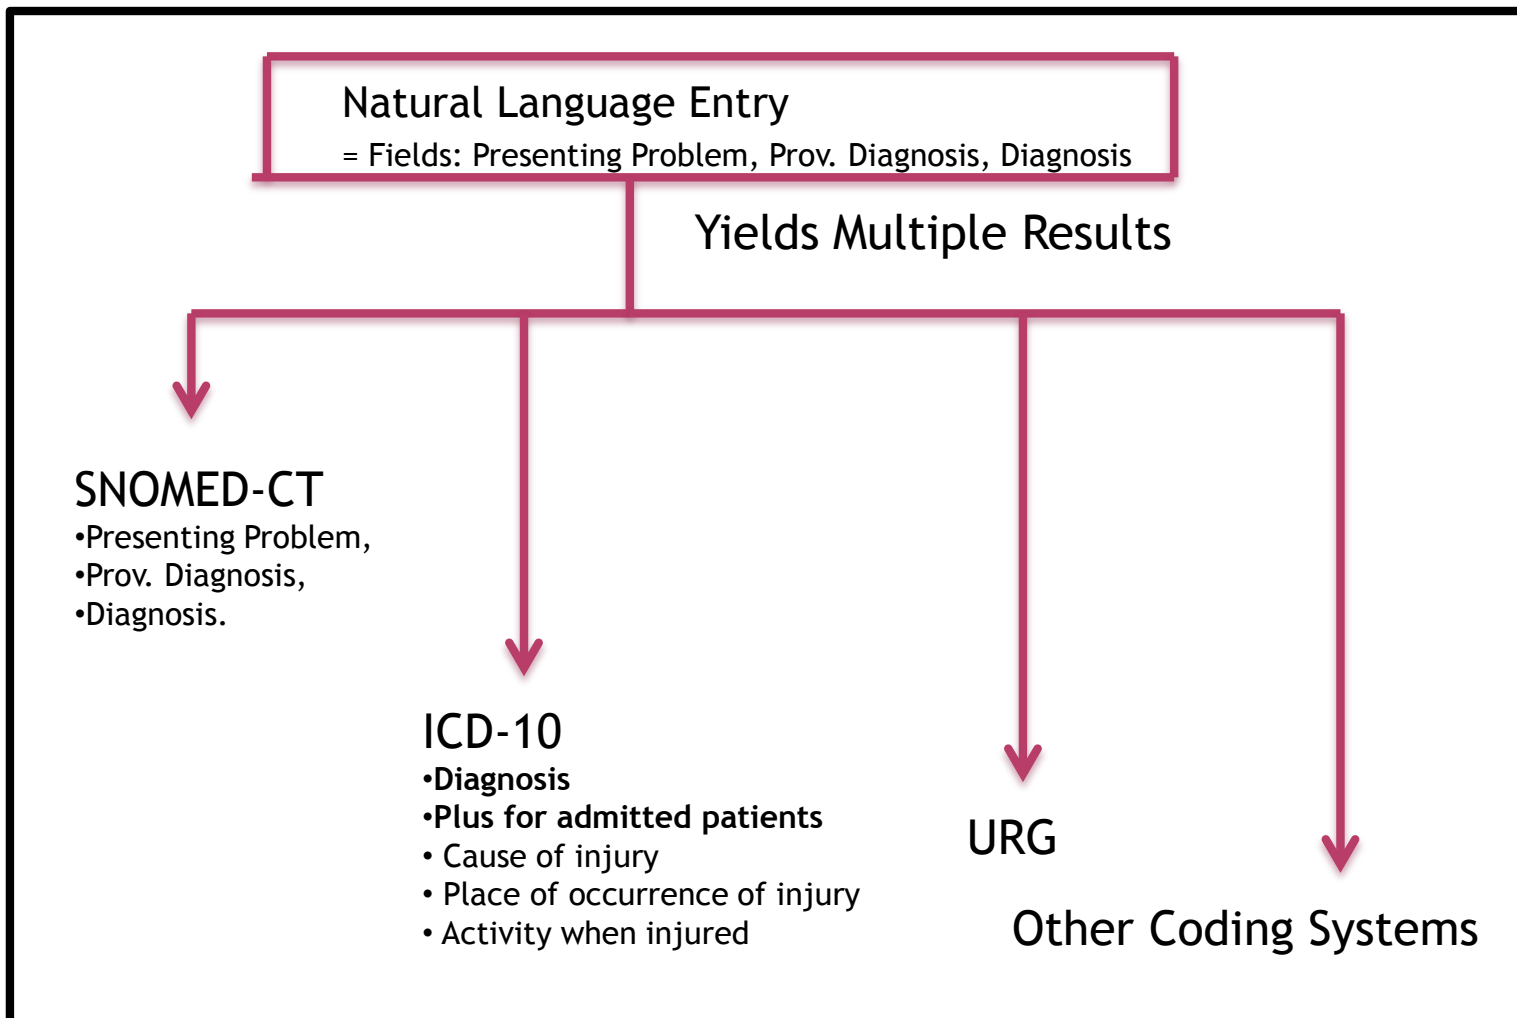 Natural Language Entry
= Fields: Presenting Problem, Prov. Diagnosis, Diagnosis
Yields Multiple Results
SNOMED-CT
•Presenting Problem,
•Prov. Diagnosis,
•Diagnosis.
ICD-10
•Diagnosis
•Plus for admitted patients
• Cause of injury
• Place of occurrence of injury
• Activity when injured
URG
Other Coding Systems